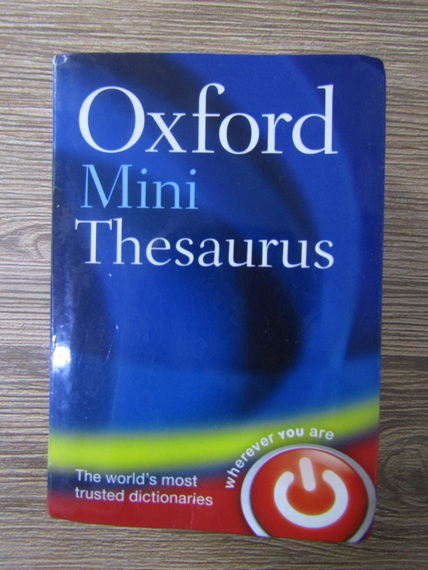 Oxford
Mini
Thesaurus
wherever YOU are
The world's most
trusted dictionaries